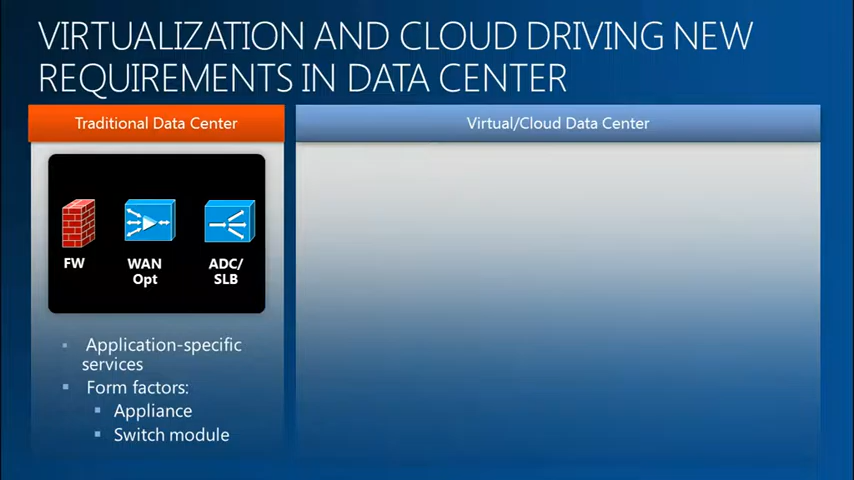 VIRTUALIZATION AND CLOUD DRIVING NEW
REQUIREMENTS IN DATA CENTER
Traditional Data Center
Virtual/Cloud Data Center
FW
WAN
Opt
ADC/
SLB
Application-specific
services
Form factors:
Appliance
Switch module